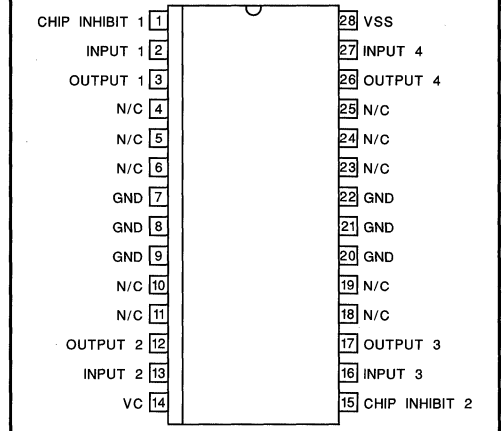 CHIP INHIBIT 1 1 28 VSS
INPUT 1 2 27 INPUT 4
OUTPUT 1 3 26 OUTPUT 4
N/C 4 25 N/C
N/C 5 24 N/C
N/C 6 23 N/C
GND 7 22 GND
GND 8 21 GND
GND 9 20 GND
N/C 10 19 N/C
N/C 11 18 N/C
OUTPUT 2 12 17 OUTPUT 3
INPUT 2 13 16 INPUT 3
VC 14 15 CHIP INHIBIT 2